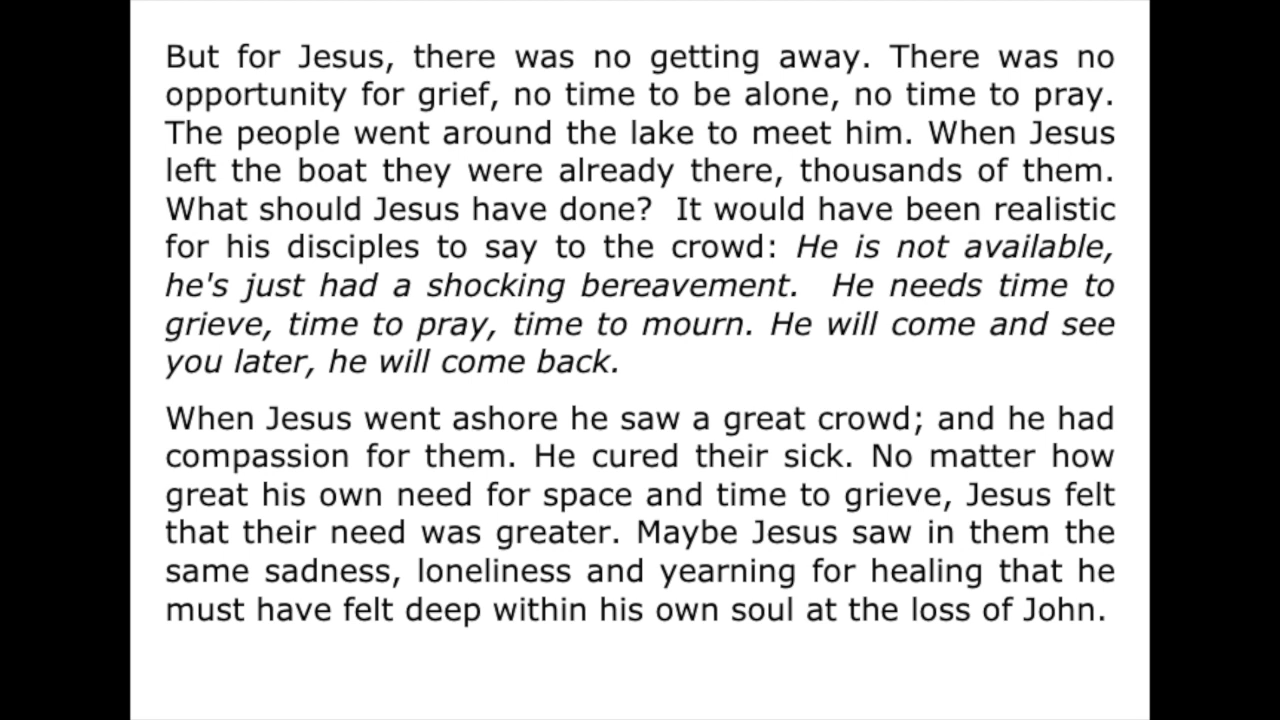 But for Jesus, there was no getting away. There was no
opportunity for grief, no time to be alone, no time to pray.
The people went around the lake to meet him. When Jesus
left the boat they were already there, thousands of them.
What should Jesus have done?  It would have been realistic
for his disciples to say to the crowd: He is not available,
he's just had a shocking bereavement.  He needs time to
grieve, time to pray, time to mourn. He will come and see
you later, he will come back.
When Jesus went ashore he saw a great crowd; and he had
compassion for them. He cured their sick. No matter how
great his own need for space and time to grieve, Jesus felt
that their need was greater. Maybe Jesus saw in them the
same sadness, loneliness and yearning for healing that he
must have felt deep within his own soul at the loss of John.